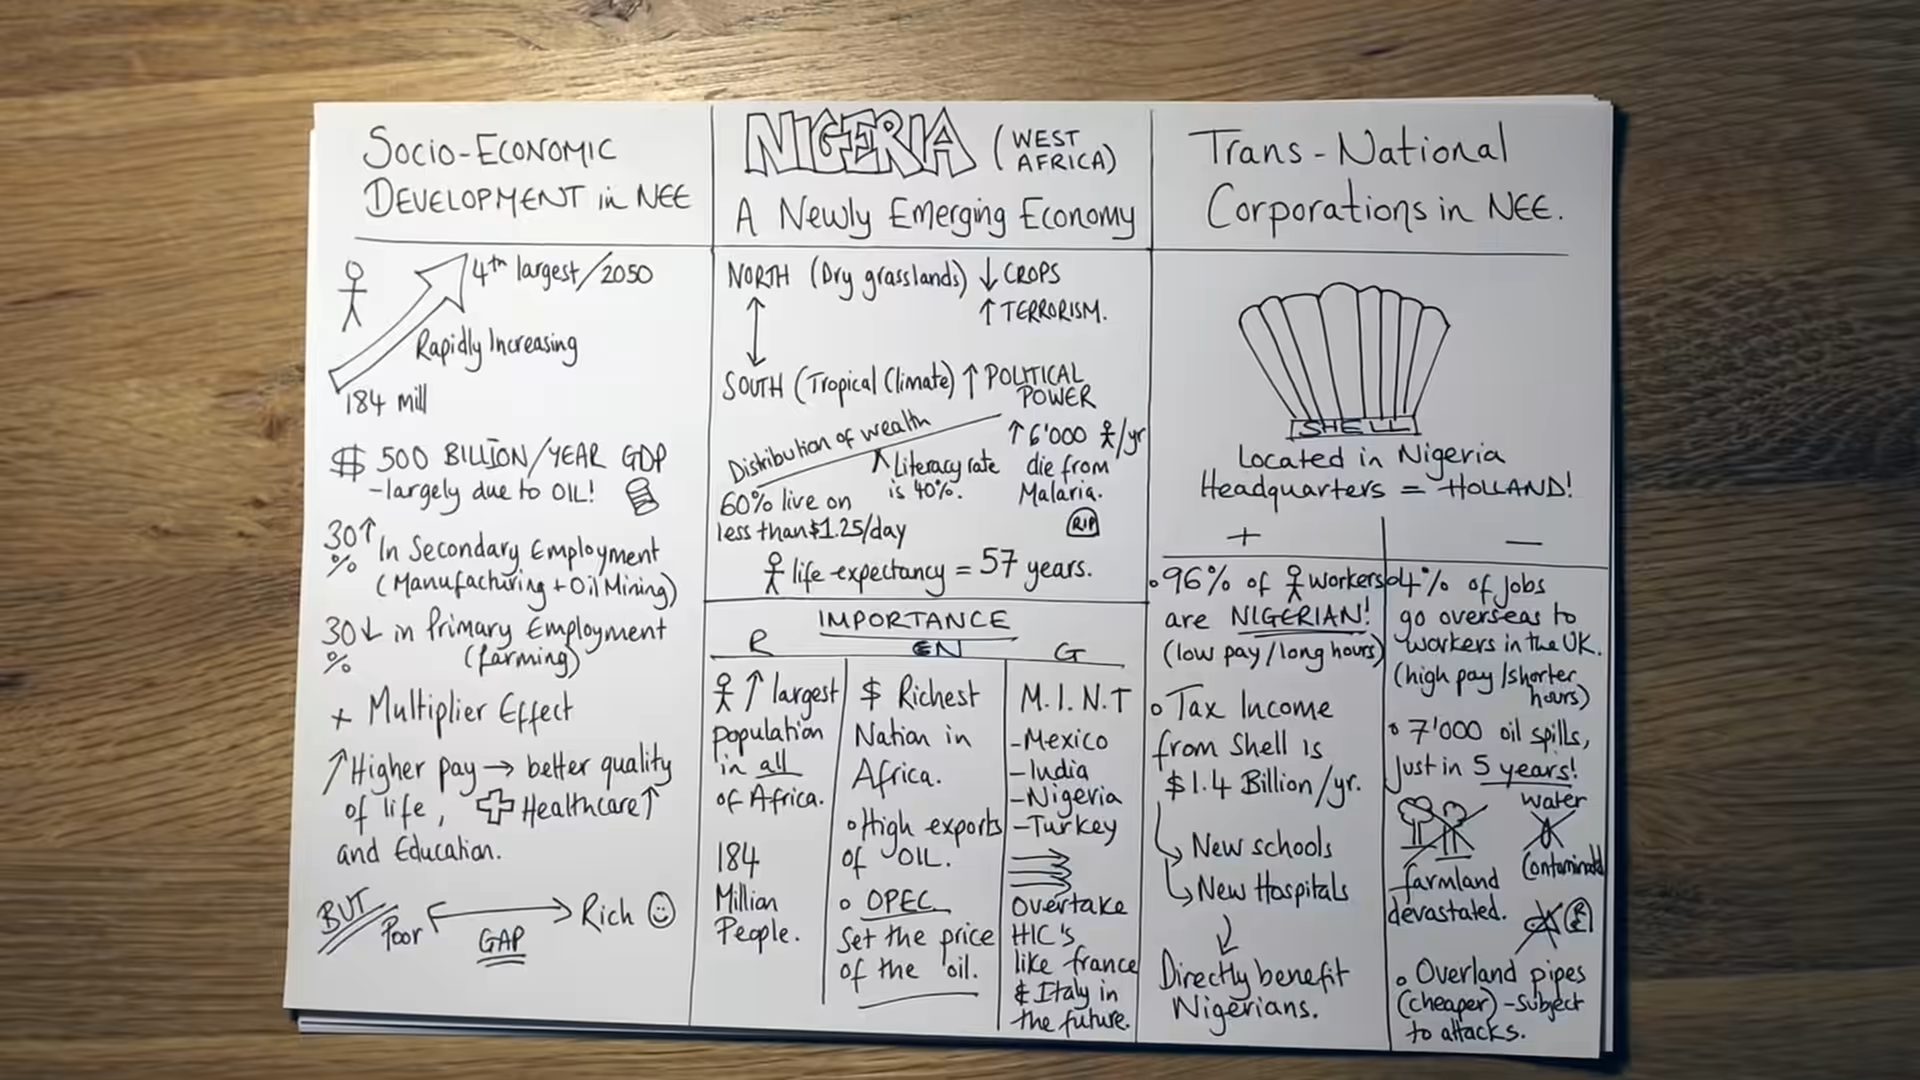 SOCIO-ECONOMIC
DEVELOPMENT in NEE
4th largest/2050
Rapidly Increasing
184 mill
$ 500 BILLION/YEAR GDP
-largely due to OIL!
30%↑ In Secondary Employment
(Manufacturing + Oil Mining)
30%↓ in Primary Employment
(farming)
+ Multiplier Effect
↑Higher pay → better quality
of life, Healthcare↑
and Education.
BUT Poor Rich
GAP
NIGERIA (WEST
AFRICA)
A Newly Emerging Economy
NORTH (Dry grasslands) ↓ CROPS
↑ TERRORISM.
SOUTH (Tropical Climate) ↑ POLITICAL
POWER
Distribution of wealth
60% live on
less than $1.25/day
Literacy rate
is 40%.
↑ 6'000 /yr
die from
Malaria.
RIP
life expectancy = 57 years.
IMPORTANCE
R
↑ largest
population
in all
of Africa.
184
Million
People.
EN
$ Richest
Nation in
Africa.
High exports
of OIL.
OPEC
Set the price
of the oil.
G
M.I.N.T
-Mexico
-India
-Nigeria
-Turkey
Overtake
HIC's
like france
& Italy in
the future.
Trans-National
Corporations in NEE.
SHELL
Located in Nigeria
Headquarters = HOLLAND!
+
96% of workers
are NIGERIAN!
(low pay/long hours)
Tax Income
from Shell is
$1.4 Billion/yr.
New schools
New Hospitals
Directly benefit
Nigerians.
−
4% of jobs
go overseas to
workers in the UK.
(high pay/shorter
hours)
7'000 oil spills,
Just in 5 years!
farmland
devastated.
water
Contaminated
Overland pipes
(cheaper) -subject
to attacks.